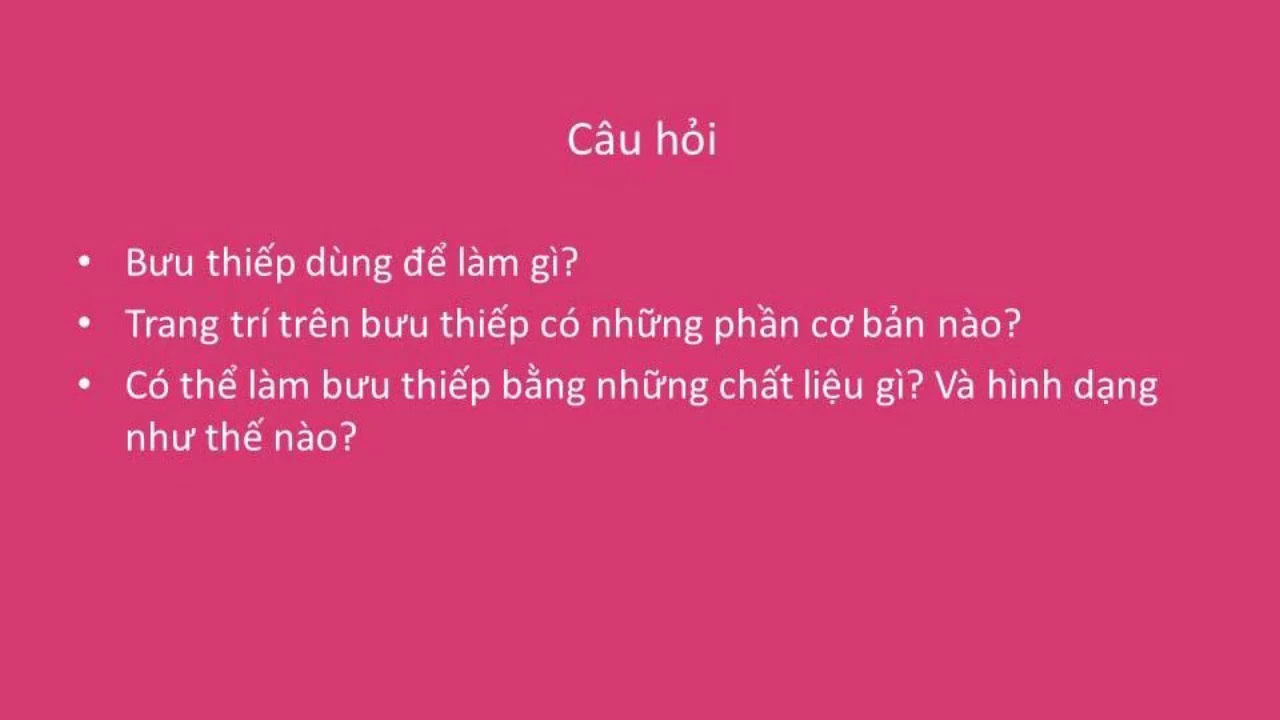 Câu hỏi
• Bưu thiếp dùng để làm gì?
• Trang trí trên bưu thiếp có những phần cơ bản nào?
• Có thể làm bưu thiếp bằng những chất liệu gì? Và hình dạng
như thế nào?